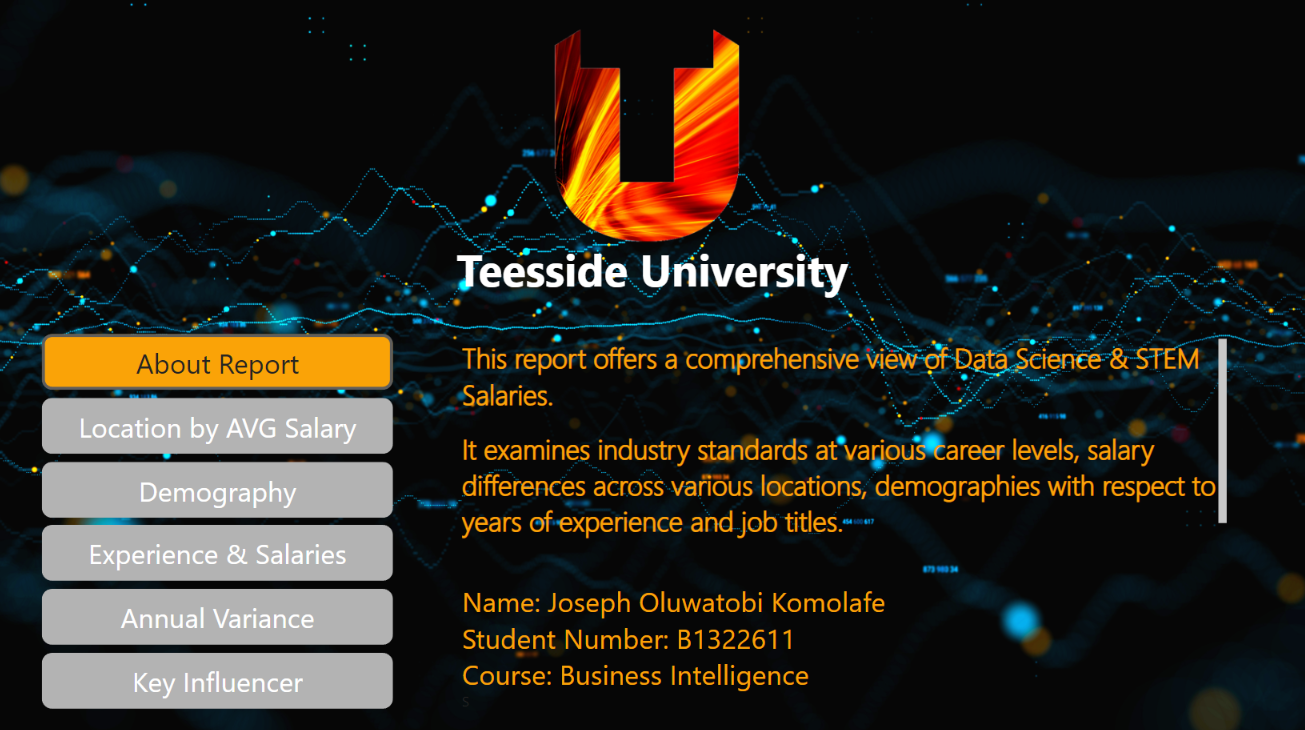 Teesside University
About Report
Location by AVG Salary
Demography
Experience & Salaries
Annual Variance
Key Influencer
This report offers a comprehensive view of Data Science & STEM
Salaries.
It examines industry standards at various career levels, salary
differences across various locations, demographies with respect to
years of experience and job titles.
Name: Joseph Oluwatobi Komolafe
Student Number: B1322611
Course: Business Intelligence